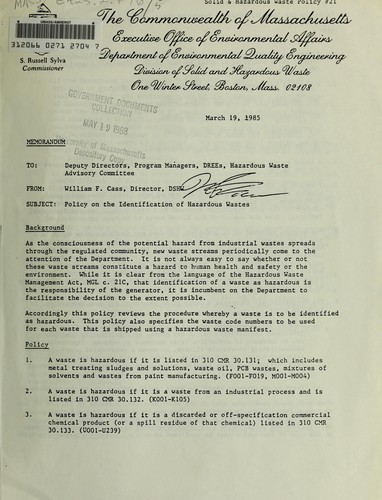 Solid & Hazardous Waste Policy #21
The Commonwealth of Massachusetts
Executive Office of Environmental Affairs
Department of Environmental Quality Engineering
Division of Solid and Hazardous Waste
One Winter Street, Boston, Mass. 02108
312066 0271 2704 7
S. Russell Sylva
Commissioner
GOVERNMENT DOCUMENTS
COLLECTION
MAY 19 1988
University of Massachusetts
Depository Copy
March 19, 1985
MEMORANDUM
TO: Deputy Directors, Program Managers, DREEs, Hazardous Waste
Advisory Committee
FROM: William F. Cass, Director, DSHW
SUBJECT: Policy on the Identification of Hazardous Wastes
Background
As the consciousness of the potential hazard from industrial wastes spreads
through the regulated community, new waste streams periodically come to the
attention of the Department. It is not always easy to say whether or not
these waste streams constitute a hazard to human health and safety or the
environment. While it is clear from the language of the Hazardous Waste
Management Act, MGL c. 21C, that identification of a waste as hazardous is
the responsibility of the generator, it is incumbent on the Department to
facilitate the decision to the extent possible.
Accordingly this policy reviews the procedure whereby a waste is to be identified
as hazardous. This policy also specifies the waste code numbers to be used
for each waste that is shipped using a hazardous waste manifest.
Policy
1. A waste is hazardous if it is listed in 310 CMR 30.131; which includes
metal treating sludges and solutions, waste oil, PCB wastes, mixtures of
solvents and wastes from paint manufacturing. (F001-F019, M001-M004)
2. A waste is hazardous if it is a waste from an industrial process and is
listed in 310 CMR 30.132. (K001-K105)
3. A waste is hazardous if it is a discarded or off-specification commercial
chemical product (or a spill residue of that chemical) listed in 310 CMR
30.133. (U001-U239)